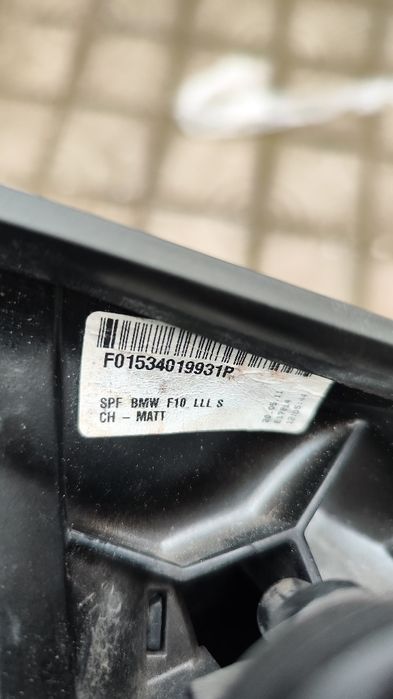 F01534019931P
SPF BMW F10 LLL S
CH - MATT